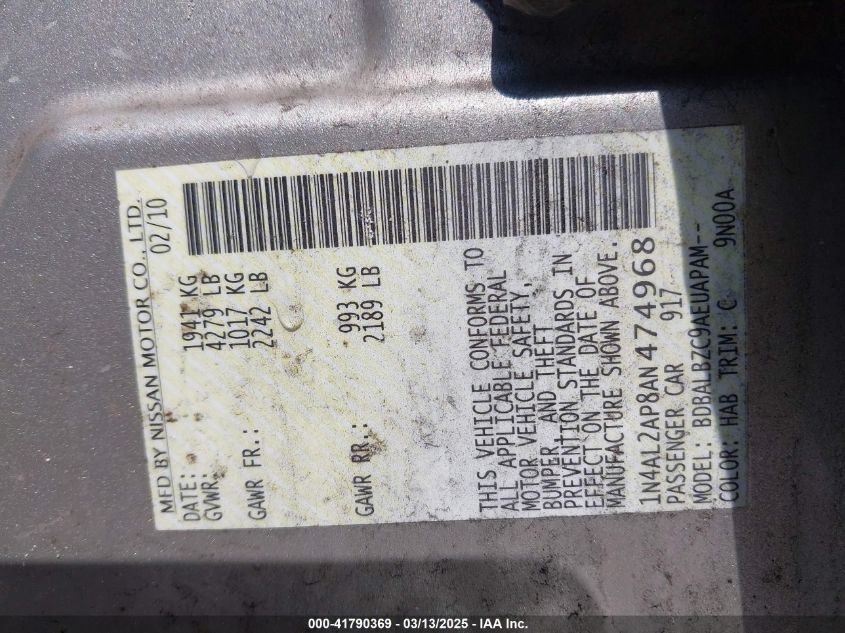 MFD BY NISSAN MOTOR CO., LTD.
DATE: 02/10
GVWR: 1941 KG
4279 LB
GAWR FR.: 1017 KG
2242 LB
GAWR RR.: 993 KG
2189 LB
THIS VEHICLE CONFORMS TO
ALL APPLICABLE FEDERAL
MOTOR VEHICLE SAFETY,
BUMPER AND THEFT
PREVENTION STANDARDS IN
EFFECT ON THE DATE OF
MANUFACTURE SHOWN ABOVE.
1N4AL2AP8AN474968
PASSENGER CAR 917
MODEL: BDBALBZC9AEUAPAM--
COLOR: HAB TRIM: C 9N00A
000-41790369 - 03/13/2025 - IAA Inc.